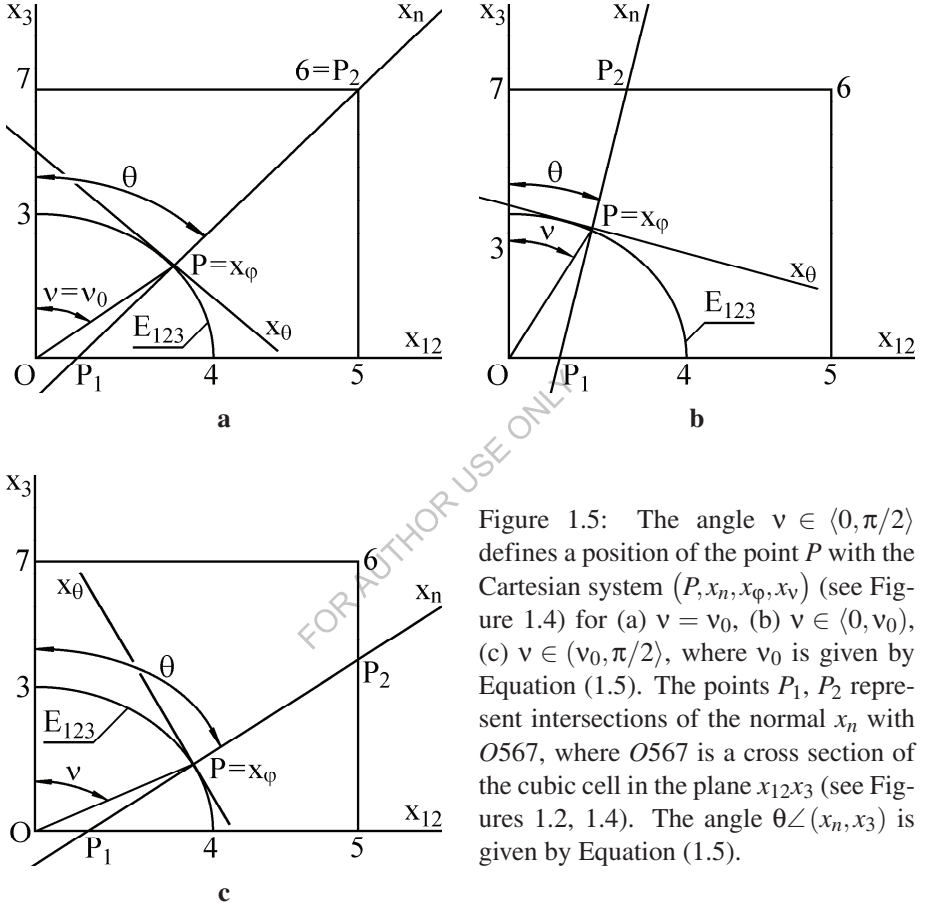 x3
xn
7
6=P2
θ
3
P=xφ
ν=ν0
E123
xθ
x12
O
P1
4
5
a
x3
xn
P2
7
6
θ
P=xφ
3
ν
xθ
E123
x12
O
P1
4
5
b
x3
7
6
xθ
xn
θ
3
P2
E123
P=xφ
ν
x12
O
P1
4
5
c
Figure 1.5: The angle ν ∈ ⟨0,π/2⟩
defines a position of the point P with the
Cartesian system (P,xn,xφ,xν) (see Fig-
ure 1.4) for (a) ν = ν0, (b) ν ∈ ⟨0,ν0),
(c) ν ∈ (ν0,π/2⟩, where ν0 is given by
Equation (1.5). The points P1, P2 repre-
sent intersections of the normal xn with
O567, where O567 is a cross section of
the cubic cell in the plane x12x3 (see Fig-
ures 1.2, 1.4). The angle θ∠(xn,x3) is
given by Equation (1.5).
FOR AUTHOR USE ONLY